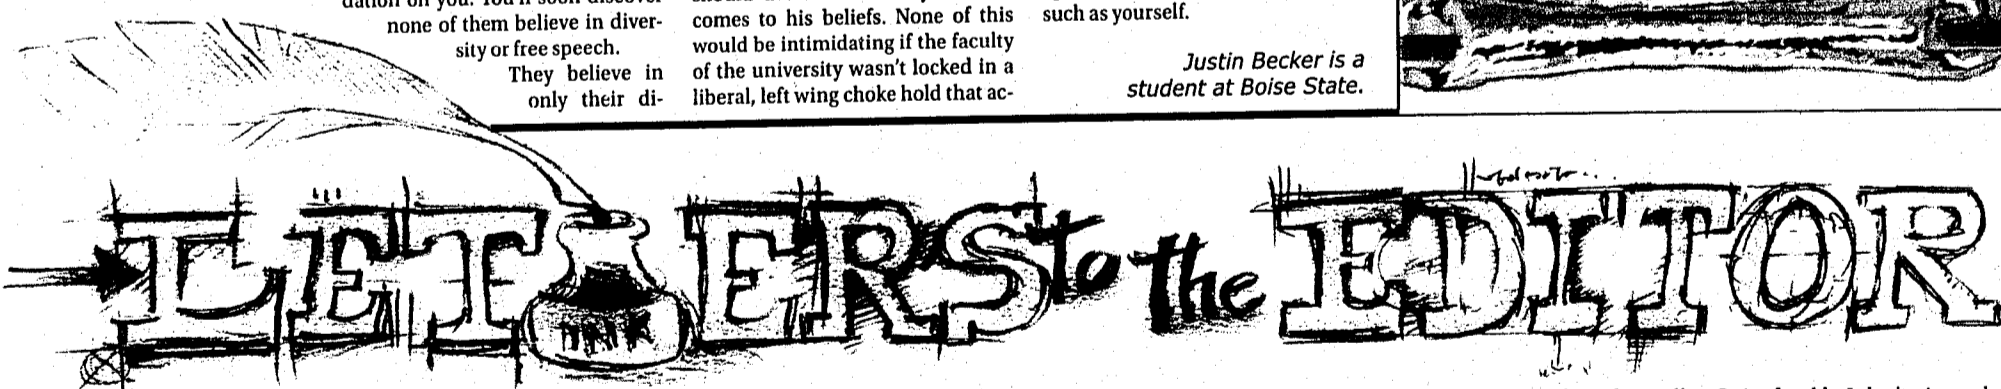 none of them believe in diver-
sity or free speech.
They believe in
only their di-
comes to his beliefs. None of this
would be intimidating if the faculty
of the university wasn't locked in a
liberal, left wing choke hold that ac-
such as yourself.
Justin Becker is a
student at Boise State.
LETTERS to the EDITOR